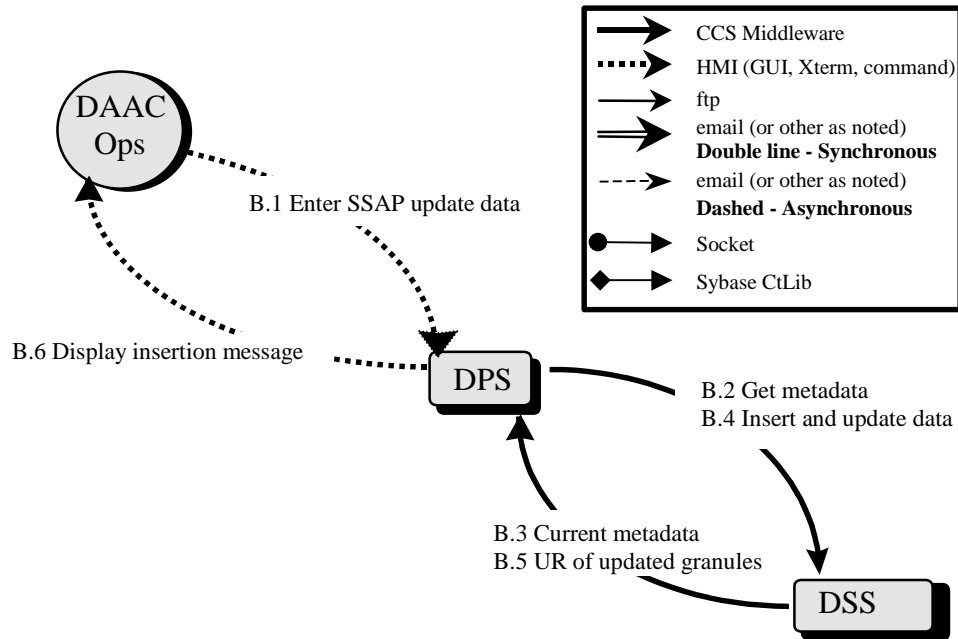 DAAC
Ops
B.1 Enter SSAP update data
B.6 Display insertion message
DPS
B.2 Get metadata
B.4 Insert and update data
B.3 Current metadata
B.5 UR of updated granules
DSS
CCS Middleware
HMI (GUI, Xterm, command)
ftp
email (or other as noted)
Double line - Synchronous
email (or other as noted)
Dashed - Asynchronous
Socket
Sybase CtLib